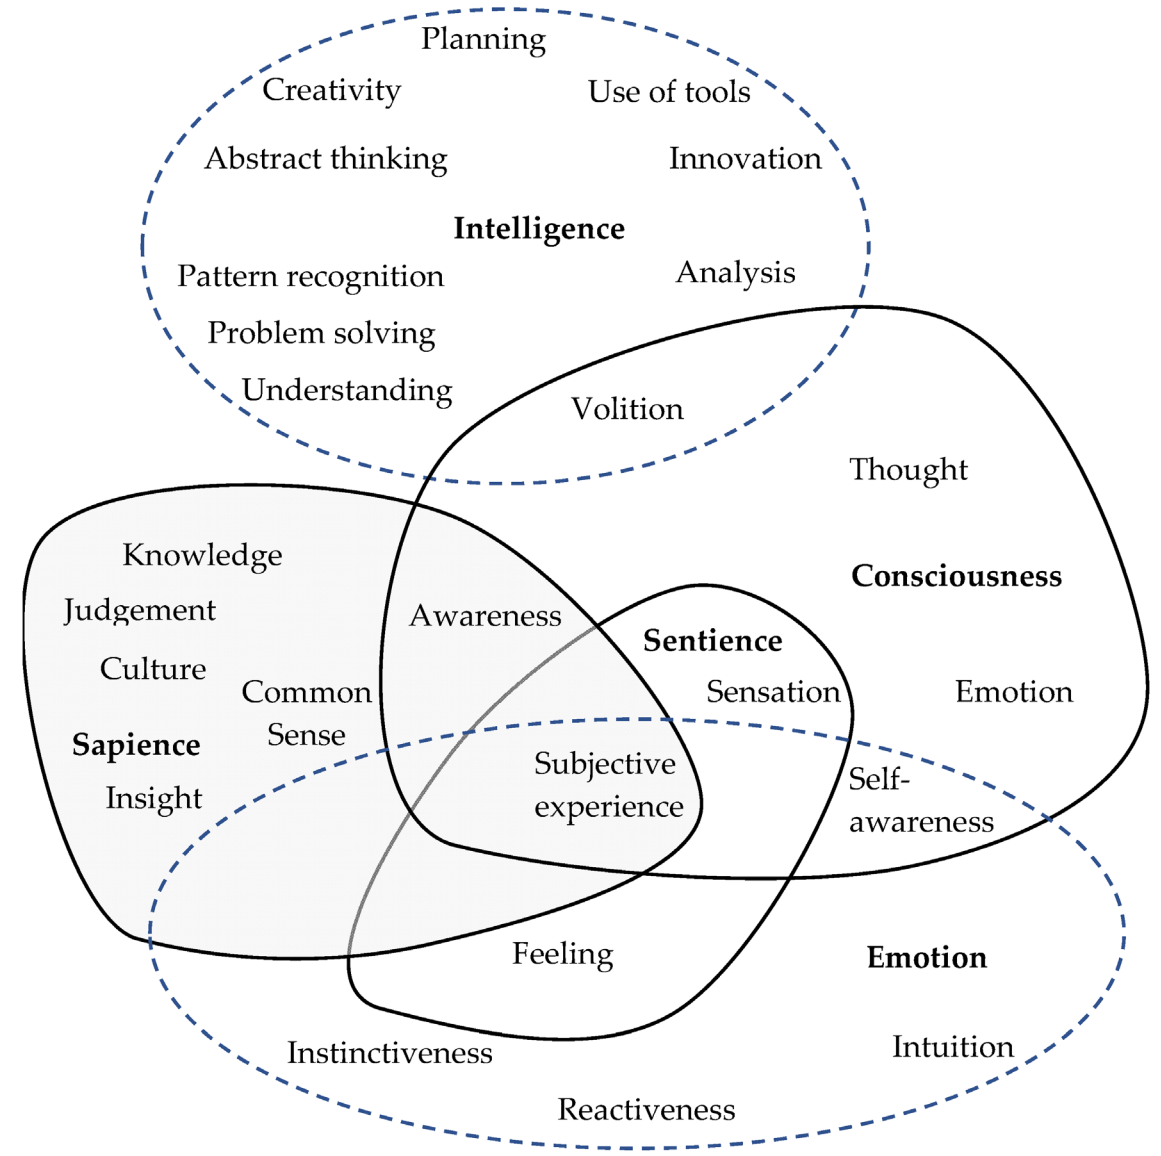 Planning
Creativity
Use of tools
Abstract thinking
Innovation
Intelligence
Pattern recognition
Analysis
Problem solving
Understanding
Volition
Thought
Knowledge
Consciousness
Judgement
Awareness
Sentience
Culture
Common
Sense
Sensation
Emotion
Sapience
Subjective
experience
Self-
awareness
Insight
Feeling
Emotion
Instinctiveness
Intuition
Reactiveness